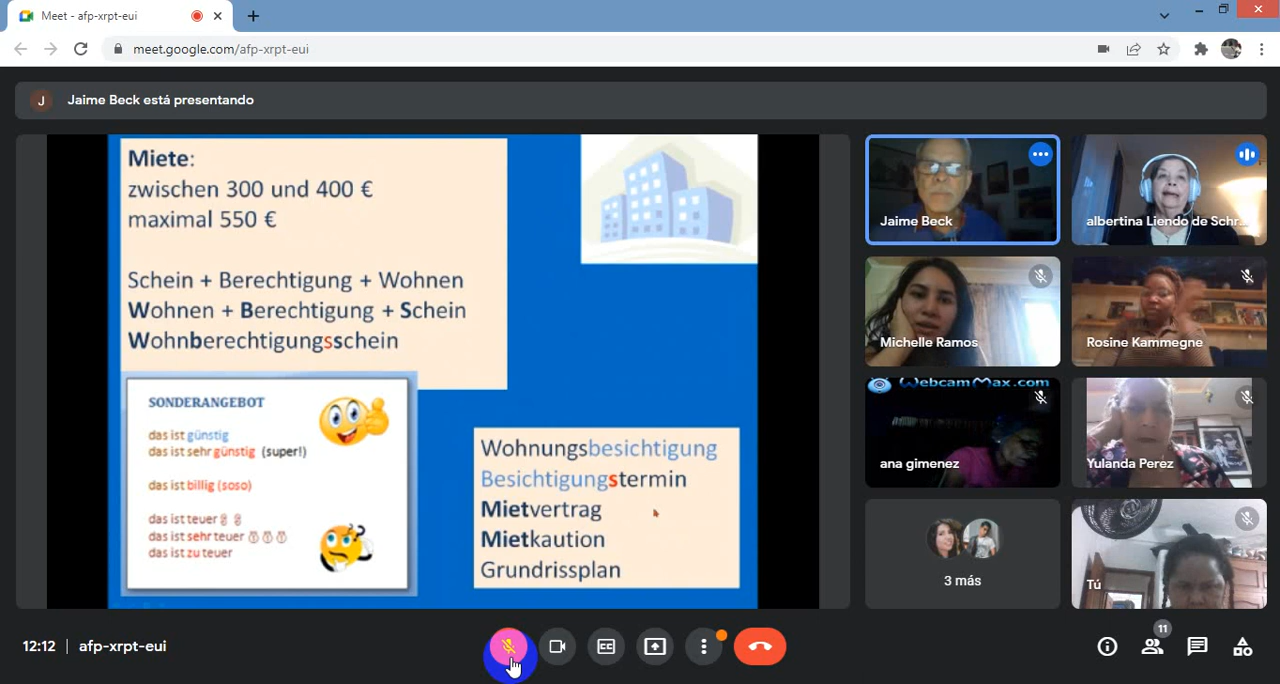 Meet - afp-xrpt-eui
meet.google.com/afp-xrpt-eui
J
Jaime Beck está presentando
Miete:
zwischen 300 und 400 €
maximal 550 €
Schein + Berechtigung + Wohnen
Wohnen + Berechtigung + Schein
Wohnberechtigungsschein
SONDERANGEBOT
das ist günstig
das ist sehr günstig (super!)
das ist billig (soso)
das ist teuer
das ist sehr teuer
das ist zu teuer
Wohnungsbesichtigung
Besichtigungstermin
Mietvertrag
Mietkaution
Grundrissplan
Jaime Beck
albertina Liendo de Schr...
Michelle Ramos
Rosine Kammegne
WebcamMax.com
ana gimenez
Yulanda Perez
3 más
Tú
12:12 | afp-xrpt-eui
CC
11